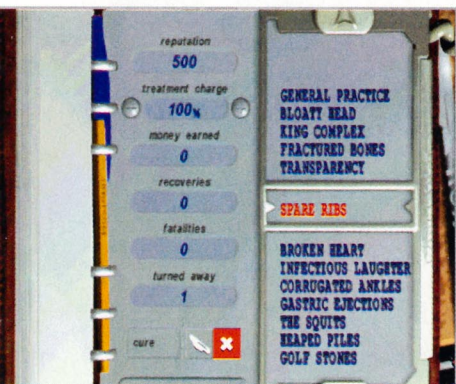 reputation
500
treatment charge
100%
money earned
0
recoveries
0
fatalities
0
turned away
1
cure
GENERAL PRACTICE
BLOATY HEAD
KING COMPLEX
FRACTURED BONES
TRANSPARENCY
SPARE RIBS
BROKEN HEART
INFECTIOUS LAUGHTER
CORRUGATED ANKLES
GASTRIC EJECTIONS
THE SQUITS
HEAPED PILES
GOLF STONES